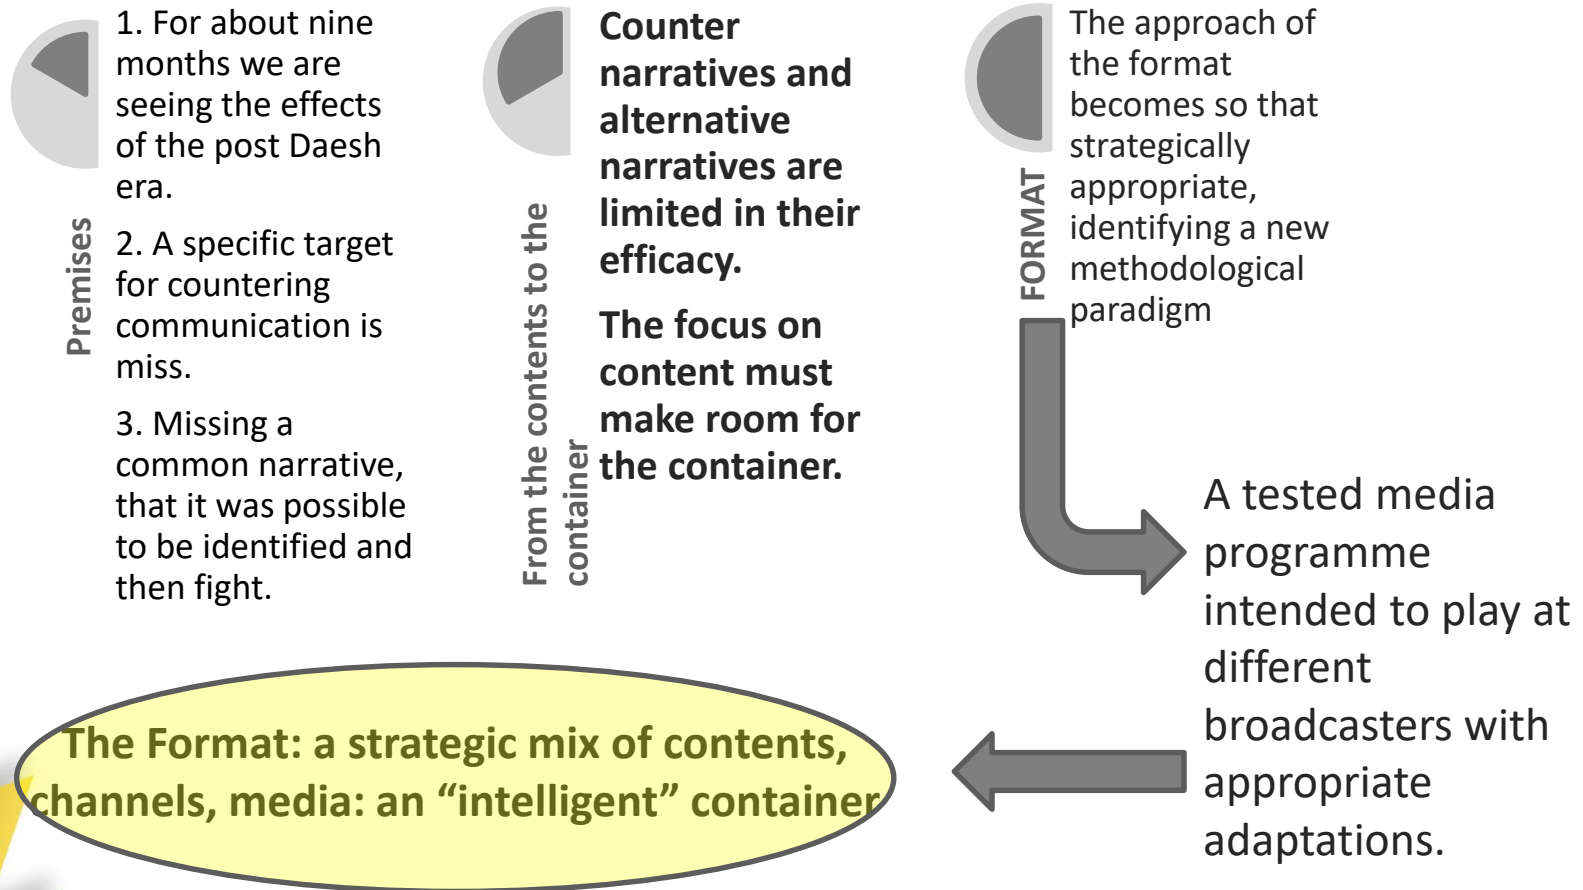 Premises
1. For about nine
months we are
seeing the effects
of the post Daesh
era.
2. A specific target
for countering
communication is
miss.
3. Missing a
common narrative,
that it was possible
to be identified and
then fight.
From the contents to the
container
Counter
narratives and
alternative
narratives are
limited in their
efficacy.
The focus on
content must
make room for
the container.
FORMAT
The approach of
the format
becomes so that
strategically
appropriate,
identifying a new
methodological
paradigm
A tested media
programme
intended to play at
different
broadcasters with
appropriate
adaptations.
The Format: a strategic mix of contents,
channels, media: an “intelligent” container